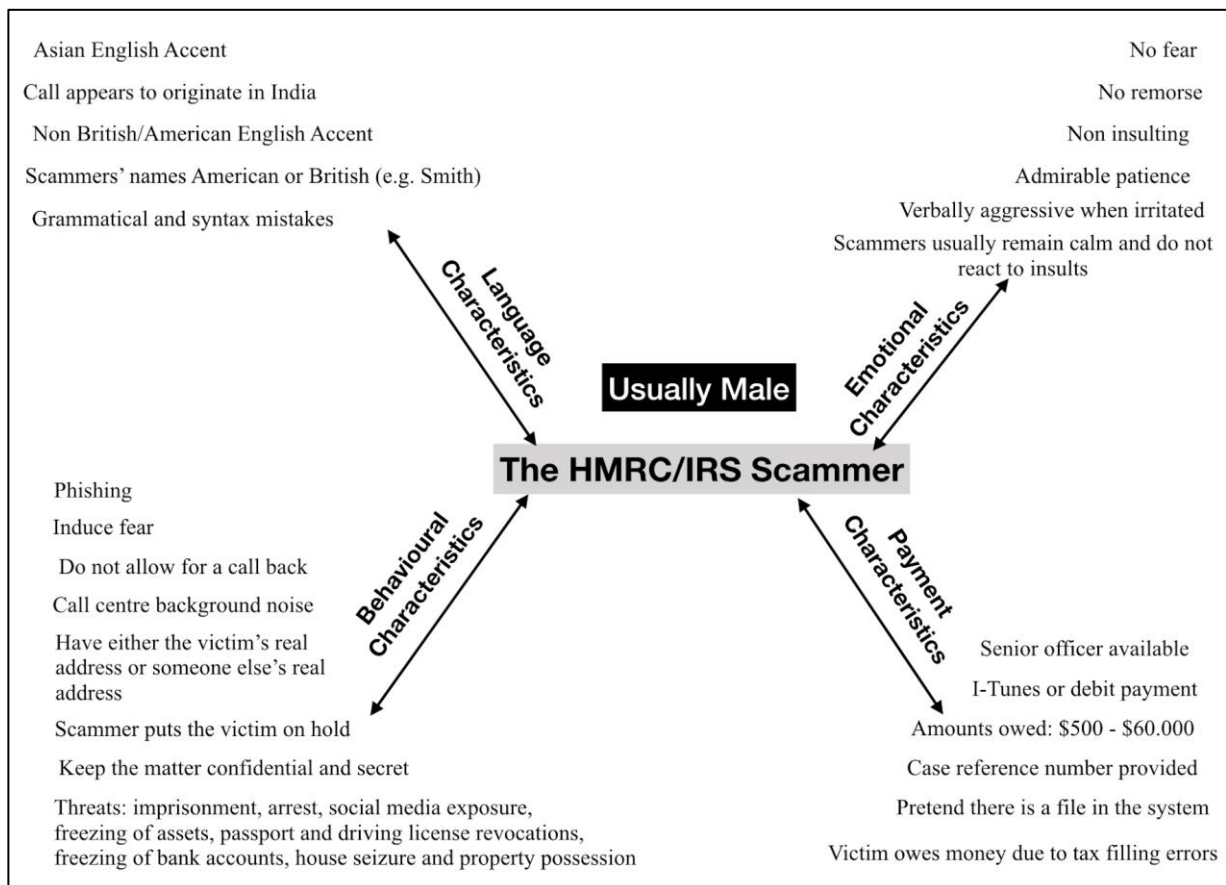 Asian English Accent
Call appears to originate in India
Non British/American English Accent
Scammers' names American or British (e.g. Smith)
Grammatical and syntax mistakes
No fear
No remorse
Non insulting
Admirable patience
Verbally aggressive when irritated
Scammers usually remain calm and do not
react to insults
Language
Characteristics
Emotional
Characteristics
Usually Male
The HMRC/IRS Scammer
Behavioural
Characteristics
Payment
Characteristics
Phishing
Induce fear
Do not allow for a call back
Call centre background noise
Have either the victim's real
address or someone else's real
address
Scammer puts the victim on hold
Keep the matter confidential and secret
Threats: imprisonment, arrest, social media exposure,
freezing of assets, passport and driving license revocations,
freezing of bank accounts, house seizure and property possession
Senior officer available
I-Tunes or debit payment
Amounts owed: $500 - $60.000
Case reference number provided
Pretend there is a file in the system
Victim owes money due to tax filling errors